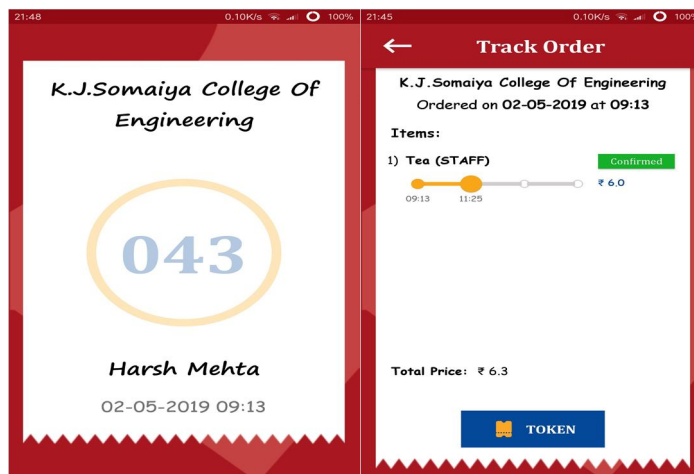 21:48 0.10K/s 100%
K.J.Somaiya College Of
Engineering
043
Harsh Mehta
02-05-2019 09:13
21:45 0.10K/s 100%
Track Order
K.J.Somaiya College Of Engineering
Ordered on 02-05-2019 at 09:13
Items:
1) Tea (STAFF) Confirmed
₹ 6.0
09:13 11:25
Total Price: ₹ 6.3
TOKEN